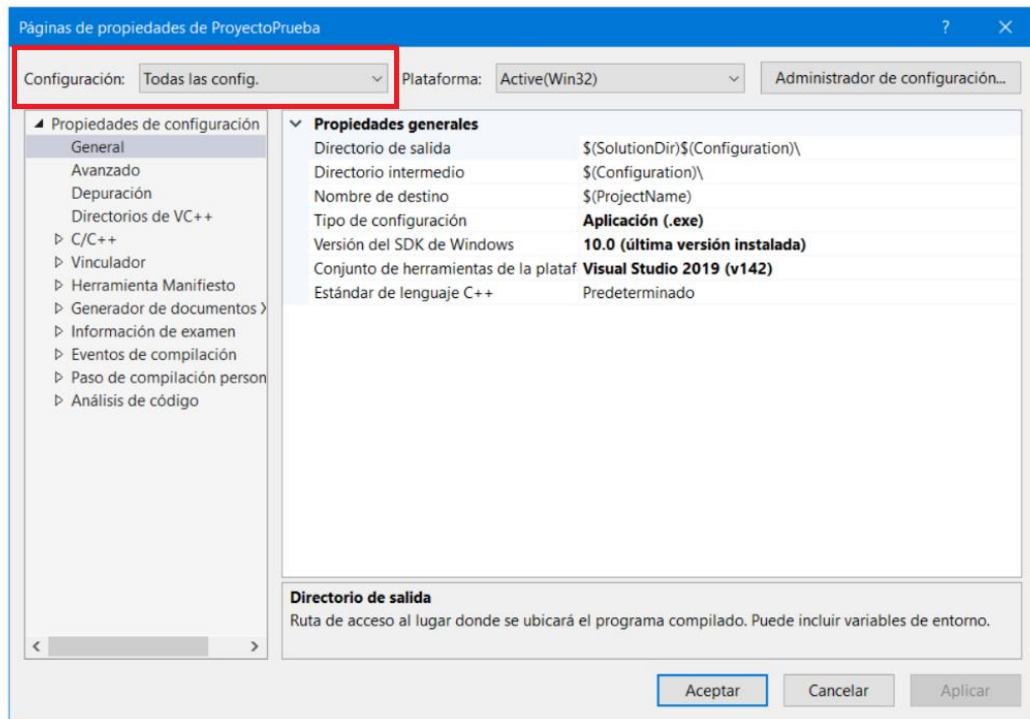 Páginas de propiedades de ProyectoPrueba
?
Configuración: Todas las config. Plataforma: Active(Win32) Administrador de configuración...
Propiedades de configuración
General
Avanzado
Depuración
Directorios de VC++
C/C++
Vinculador
Herramienta Manifiesto
Generador de documentos X
Información de examen
Eventos de compilación
Paso de compilación person
Análisis de código
Propiedades generales
Directorio de salida $(SolutionDir)$(Configuration)\
Directorio intermedio $(Configuration)\
Nombre de destino $(ProjectName)
Tipo de configuración Aplicación (.exe)
Versión del SDK de Windows 10.0 (última versión instalada)
Conjunto de herramientas de la plataf Visual Studio 2019 (v142)
Estándar de lenguaje C++ Predeterminado
Directorio de salida
Ruta de acceso al lugar donde se ubicará el programa compilado. Puede incluir variables de entorno.
Aceptar Cancelar Aplicar